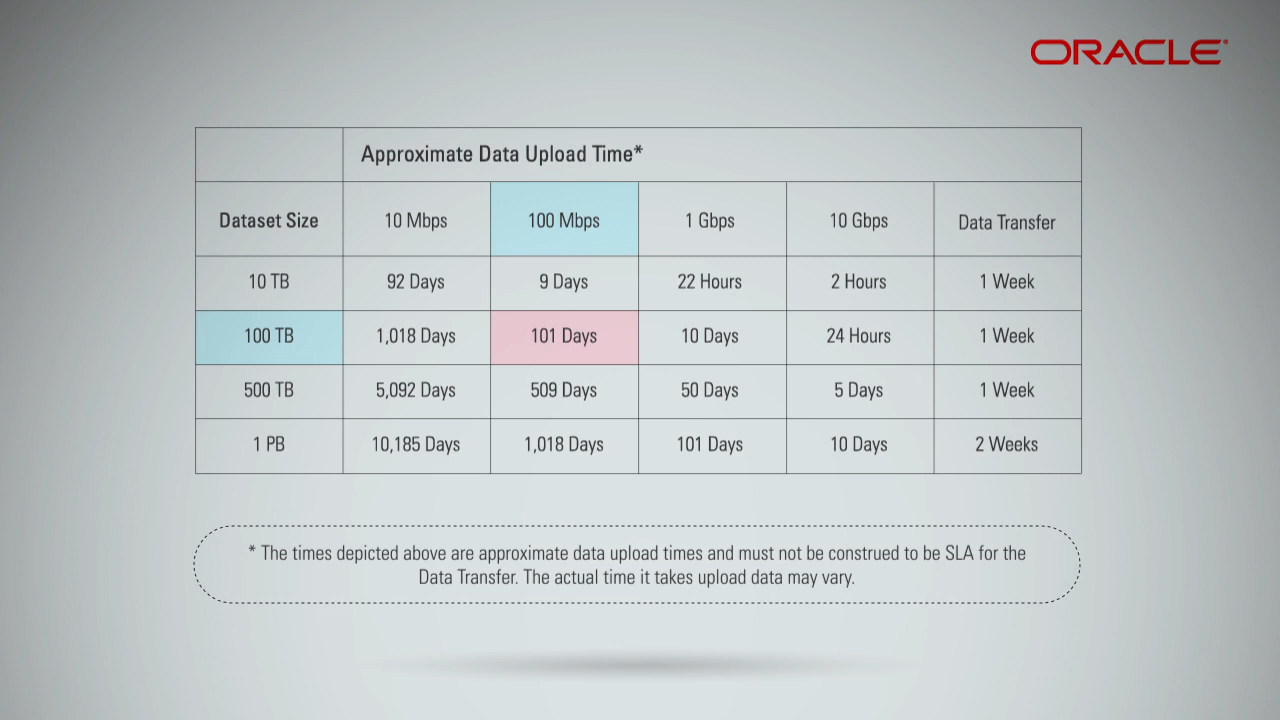 ORACLE
Approximate Data Upload Time*
Dataset Size 10 Mbps 100 Mbps 1 Gbps 10 Gbps Data Transfer
10 TB 92 Days 9 Days 22 Hours 2 Hours 1 Week
100 TB 1,018 Days 101 Days 10 Days 24 Hours 1 Week
500 TB 5,092 Days 509 Days 50 Days 5 Days 1 Week
1 PB 10,185 Days 1,018 Days 101 Days 10 Days 2 Weeks
* The times depicted above are approximate data upload times and must not be construed to be SLA for the
Data Transfer. The actual time it takes upload data may vary.